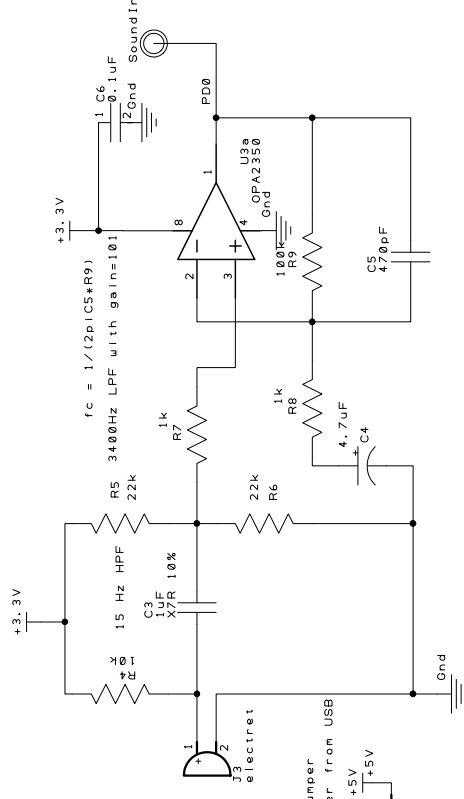 SoundIn
PD0
C6
0.1uF
1
2
Gnd
+3.3V
fc = 1/(2piC5*R9)
3400Hz LPF with gain=101
8
1
U3a
OPA2350
4
Gnd
2
3
100k
R9
C5
470pF
1k
R7
1k
R8
4.7uF
+
C4
R5
22k
22k
R6
+3.3V
15 Hz HPF
C3
1uF
X7R 10%
R4
10k
1
+
2
J3
electret
Gnd
umper
er from USB
+5V
+5V